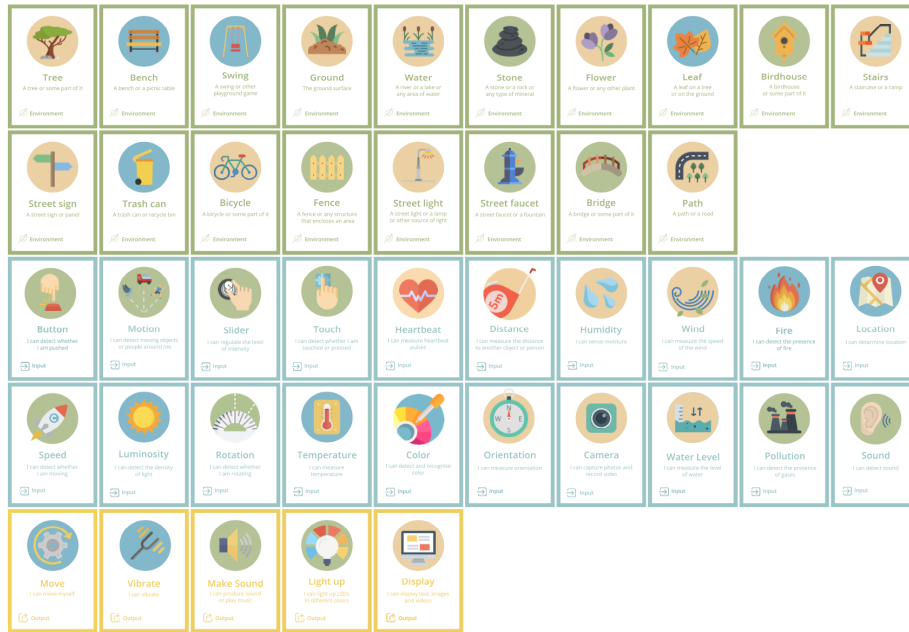 Tree
A tree or some part of it
Environment
Bench
A bench or a picnic table
Environment
Swing
A swing or other
playground game
Environment
Ground
The ground surface
Environment
Water
A river or a lake or
any area of water
Environment
Stone
A stone or a rock or
any type of mineral
Environment
Flower
A flower or any other plant
Environment
Leaf
A leaf on a tree
or on the ground
Environment
Birdhouse
A birdhouse
or some part of it
Environment
Stairs
A staircase or a ramp
Environment
Street sign
A street sign or panel
Environment
Trash can
A trash can or recycle bin
Environment
Bicycle
A bicycle or some part of it
Environment
Fence
A fence or any structure
that encloses an area
Environment
Street light
A street light or a lamp
or other source of light
Environment
Street faucet
A street faucet or a fountain
Environment
Bridge
A bridge or some part of it
Environment
Path
A path or a road
Environment
Button
I can detect whether
I am pushed
Input
Motion
I can detect moving objects
or people around me
Input
Slider
I can regulate the level
of intensity
Input
Touch
I can detect whether I am
touched or pressed
Input
Heartbeat
I can measure heartbeat
pulses
Input
5m
Distance
I can measure the distance
to another object or person
Input
Humidity
I can sense moisture
Input
Wind
I can measure the speed
of the wind
Input
Fire
I can detect the presence
of fire
Input
Location
I can determine location
Input
Speed
I can detect whether
I am moving
Input
Luminosity
I can detect the density
of light
Input
Rotation
I can detect whether
I am rotating
Input
Temperature
I can measure
temperature
Input
Color
I can detect and recognise
color
Input
N
W E
S
Orientation
I can measure orientation
Input
Camera
I can capture photos and
record video
Input
Water Level
I can measure the level
of water
Input
Pollution
I can detect the presence
of gases
Input
Sound
I can detect sound
Input
Move
I can move myself
Output
Vibrate
I can vibrate
Output
Make Sound
I can produce sound
or play music
Output
Light up
I can light up LEDs
in different colors
Output
Display
I can display text, images
and videos
Output